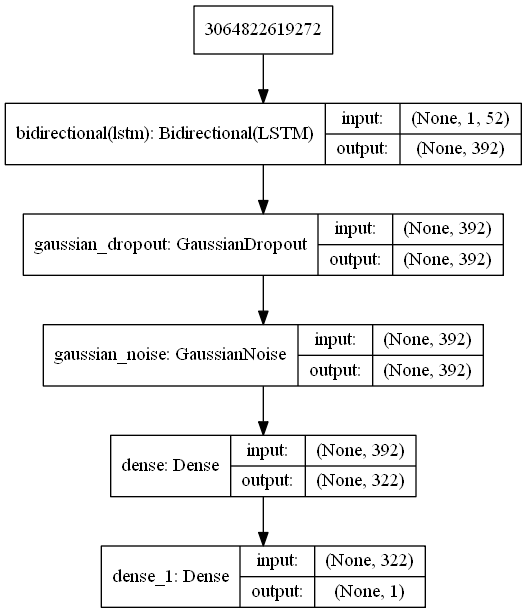 3064822619272
bidirectional(lstm): Bidirectional(LSTM)
input: (None, 1, 52)
output: (None, 392)
gaussian_dropout: GaussianDropout
input: (None, 392)
output: (None, 392)
gaussian_noise: GaussianNoise
input: (None, 392)
output: (None, 392)
dense: Dense
input: (None, 392)
output: (None, 322)
dense_1: Dense
input: (None, 322)
output: (None, 1)